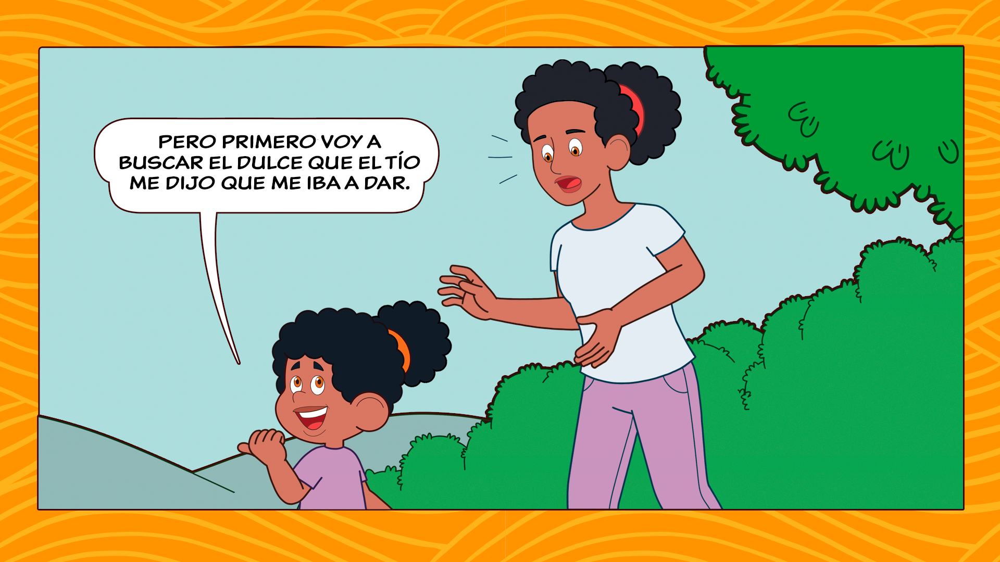 PERO PRIMERO VOY A
BUSCAR EL DULCE QUE EL TÍO
ME DIJO QUE ME IBA A DAR.